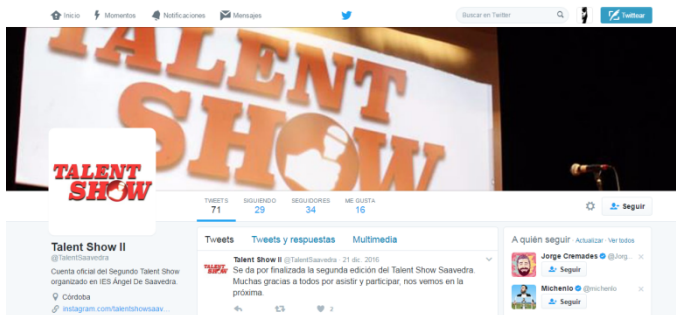 Inicio Momentos Notificaciones Mensajes Buscar en Twitter Twittear
TALENT
SHOW
TALENT
SHOW
TWEETS SIGUIENDO SEGUIDORES ME GUSTA
71 29 34 16
Seguir
Talent Show II
@TalentSaavedra
Cuenta oficial del Segundo Talent Show
organizado en IES Ángel De Saavedra.
Córdoba
instagram.com/talentshowsaav...
Tweets Tweets y respuestas Multimedia
TALENT
SHOW
Talent Show II @TalentSaavedra · 21 dic. 2016
Se da por finalizada la segunda edición del Talent Show Saavedra.
Muchas gracias a todos por asistir y participar, nos vemos en la
próxima.
2
A quién seguir · Actualizar · Ver todos
Jorge Cremades @Jorg...
Seguir
Michenlo @michenlo
Seguir